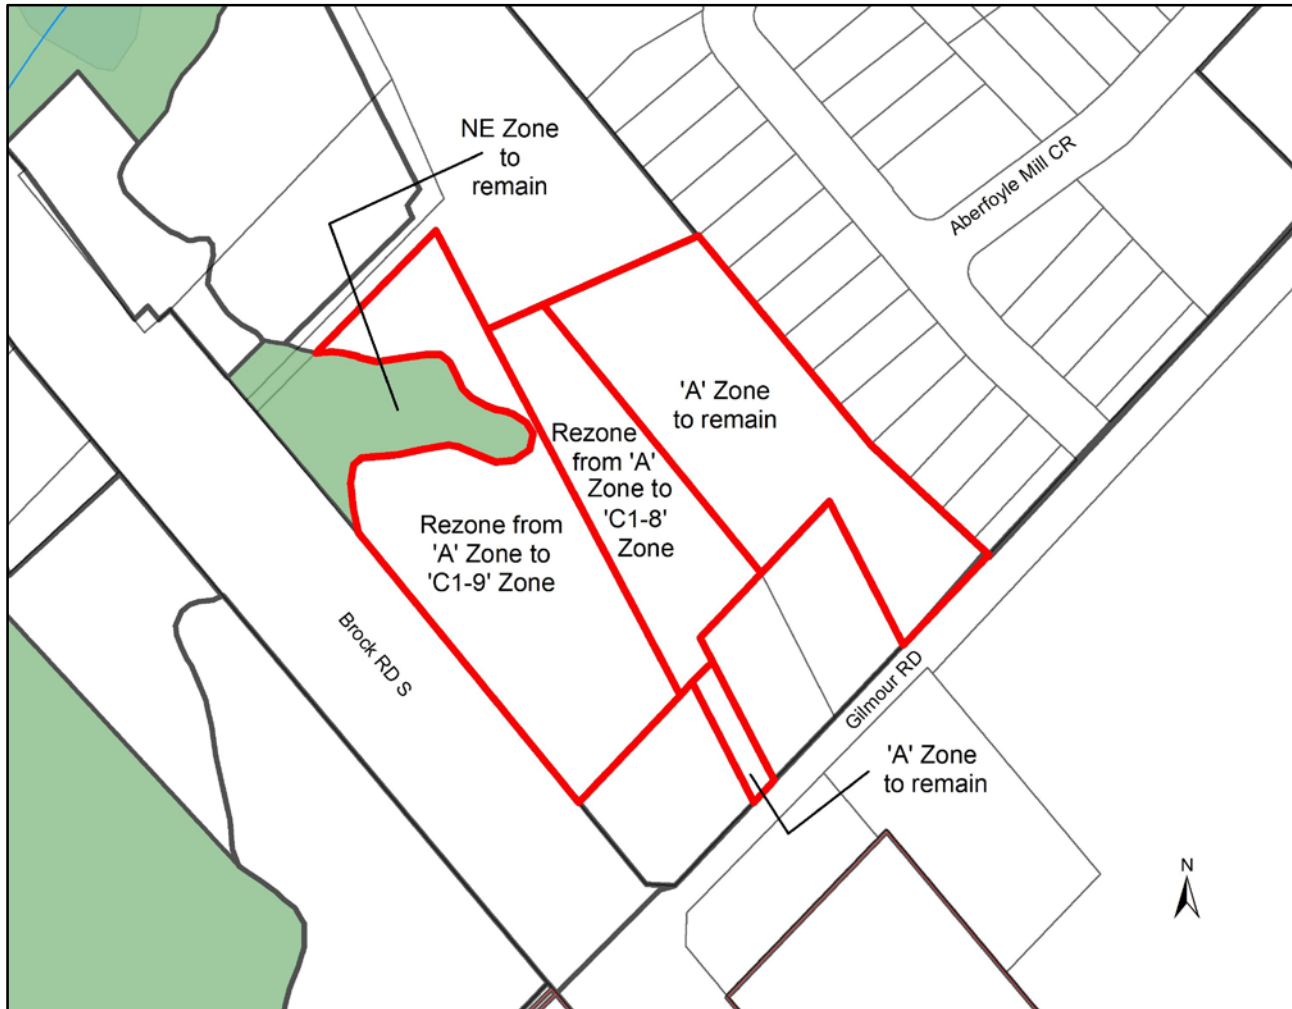 NE Zone
to
remain
Aberfoyle Mill CR
'A' Zone
to remain
Rezone
from 'A'
Zone to
'C1-8'
Zone
Rezone from
'A' Zone to
'C1-9' Zone
Brock RD S
Gilmour RD
'A' Zone
to remain
N